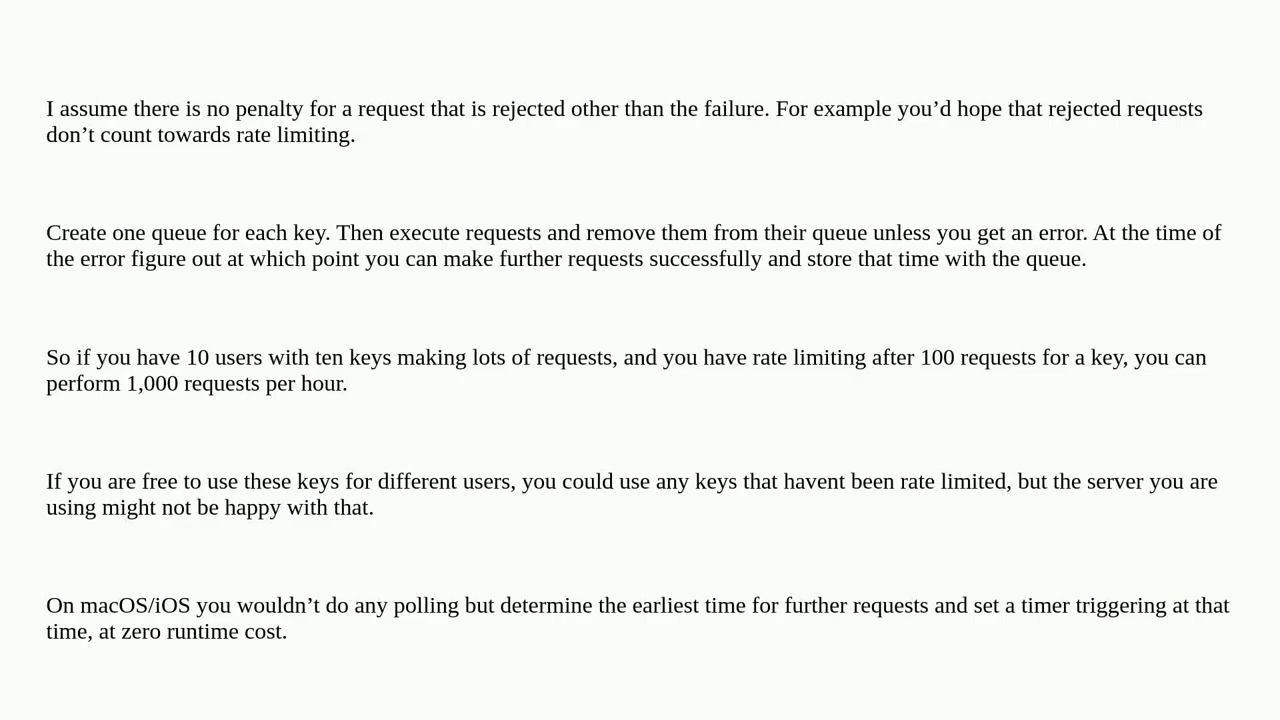 I assume there is no penalty for a request that is rejected other than the failure. For example you’d hope that rejected requests
don’t count towards rate limiting.
Create one queue for each key. Then execute requests and remove them from their queue unless you get an error. At the time of
the error figure out at which point you can make further requests successfully and store that time with the queue.
So if you have 10 users with ten keys making lots of requests, and you have rate limiting after 100 requests for a key, you can
perform 1,000 requests per hour.
If you are free to use these keys for different users, you could use any keys that havent been rate limited, but the server you are
using might not be happy with that.
On macOS/iOS you wouldn’t do any polling but determine the earliest time for further requests and set a timer triggering at that
time, at zero runtime cost.